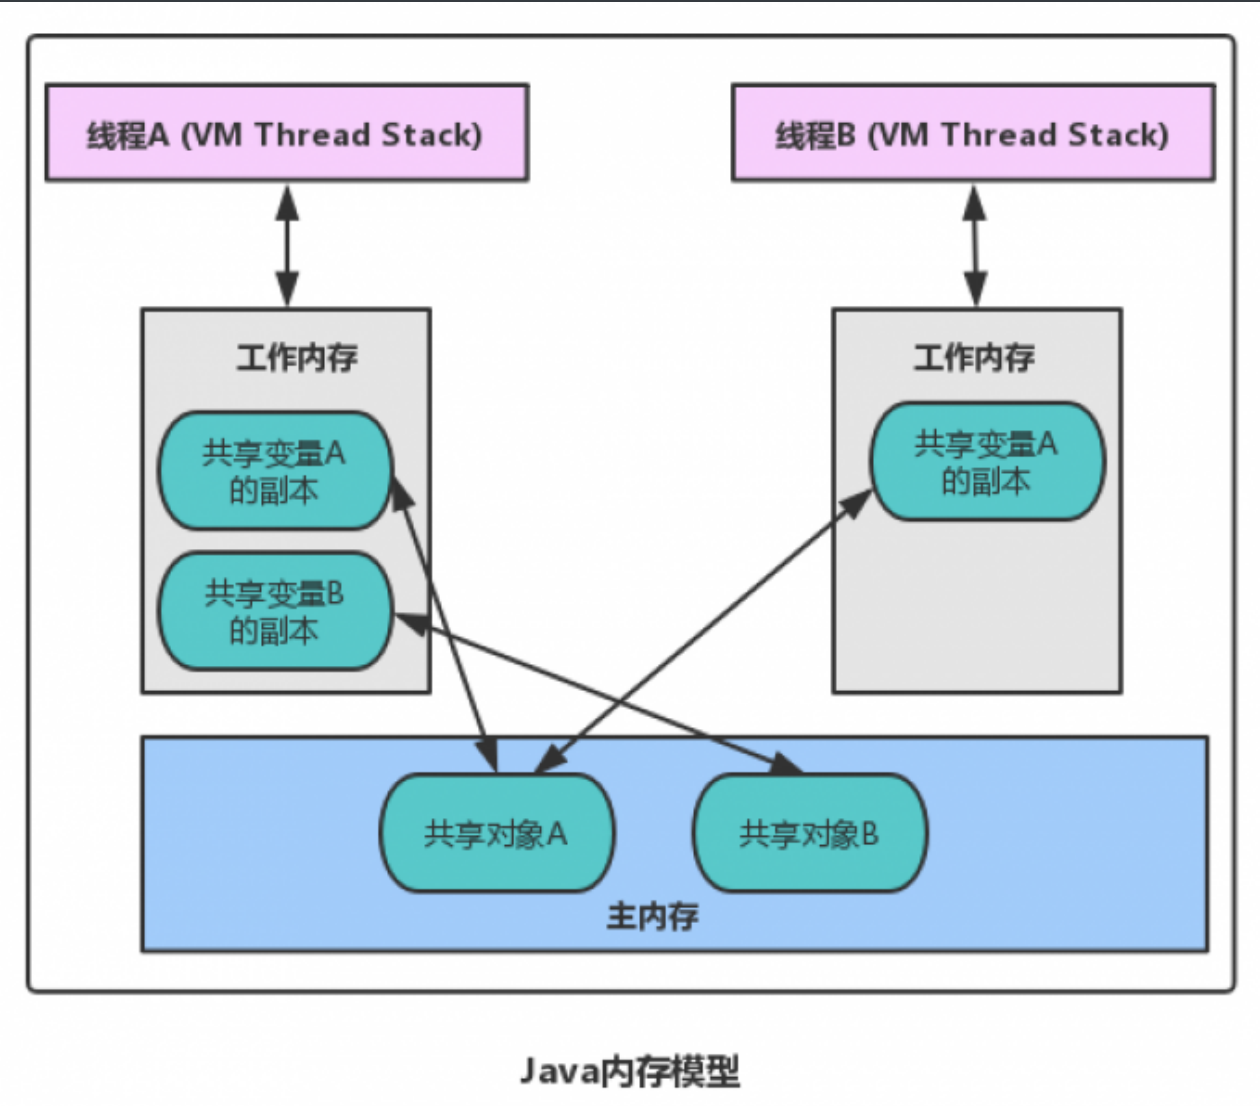 线程A (VM Thread Stack)
线程B (VM Thread Stack)
工作内存
共享变量A
的副本
共享变量B
的副本
工作内存
共享变量A
的副本
共享对象A
共享对象B
主内存
Java内存模型